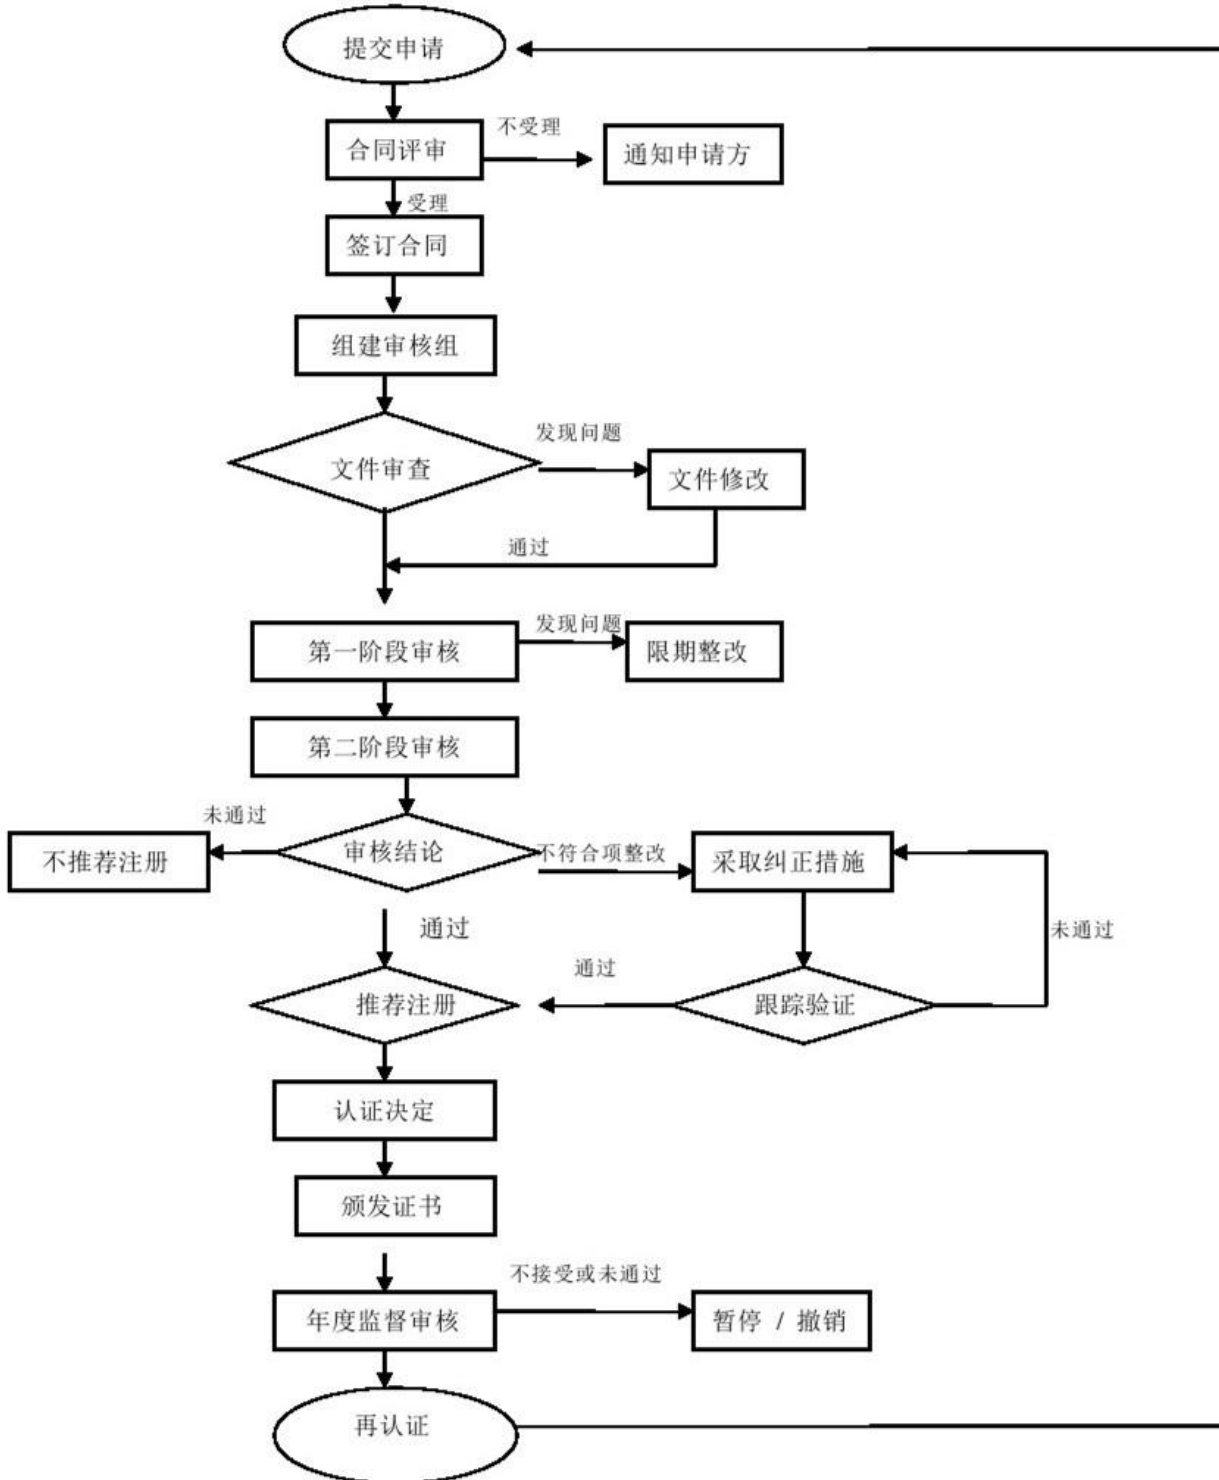 提交申请
不受理
合同评审
通知申请方
受理
签订合同
组建审核组
发现问题
文件审查
文件修改
通过
发现问题
第一阶段审核
限期整改
第二阶段审核
未通过
审核结论
不符合项整改
不推荐注册
采取纠正措施
通过
未通过
通过
推荐注册
跟踪验证
认证决定
颁发证书
不接受或未通过
年度监督审核
暂停 / 撤销
再认证